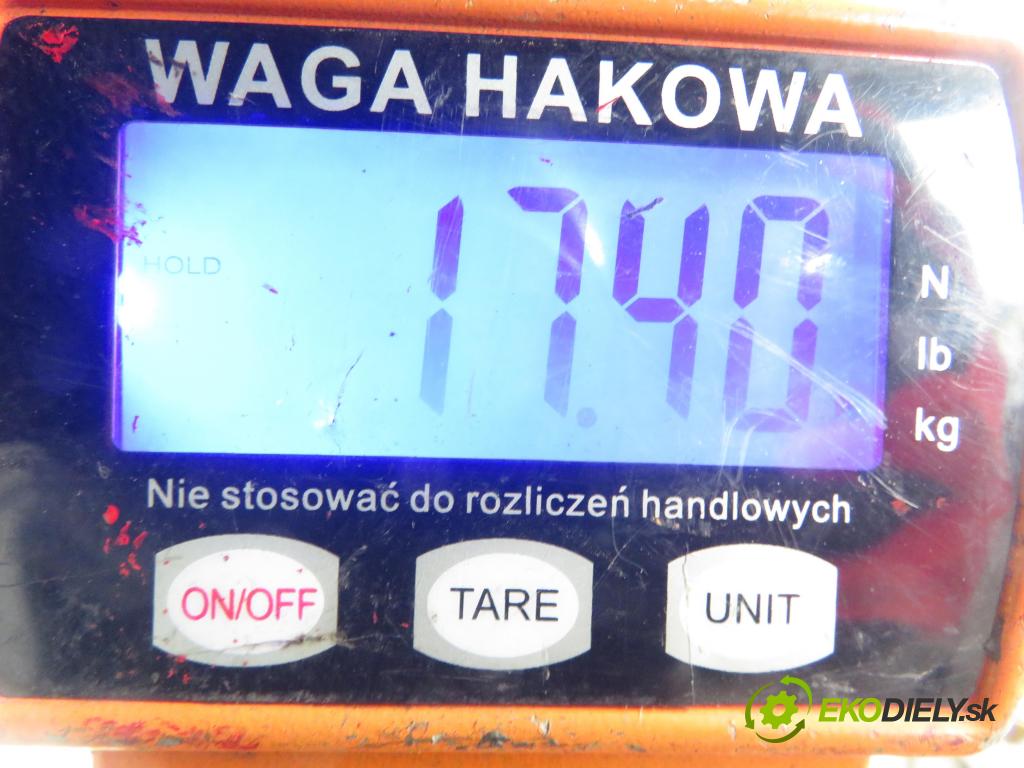 WAGA HAKOWA
HOLD
17.40
N
lb
kg
Nie stosować do rozliczeń handlowych
ON/OFF TARE UNIT
EKODIELY.sk